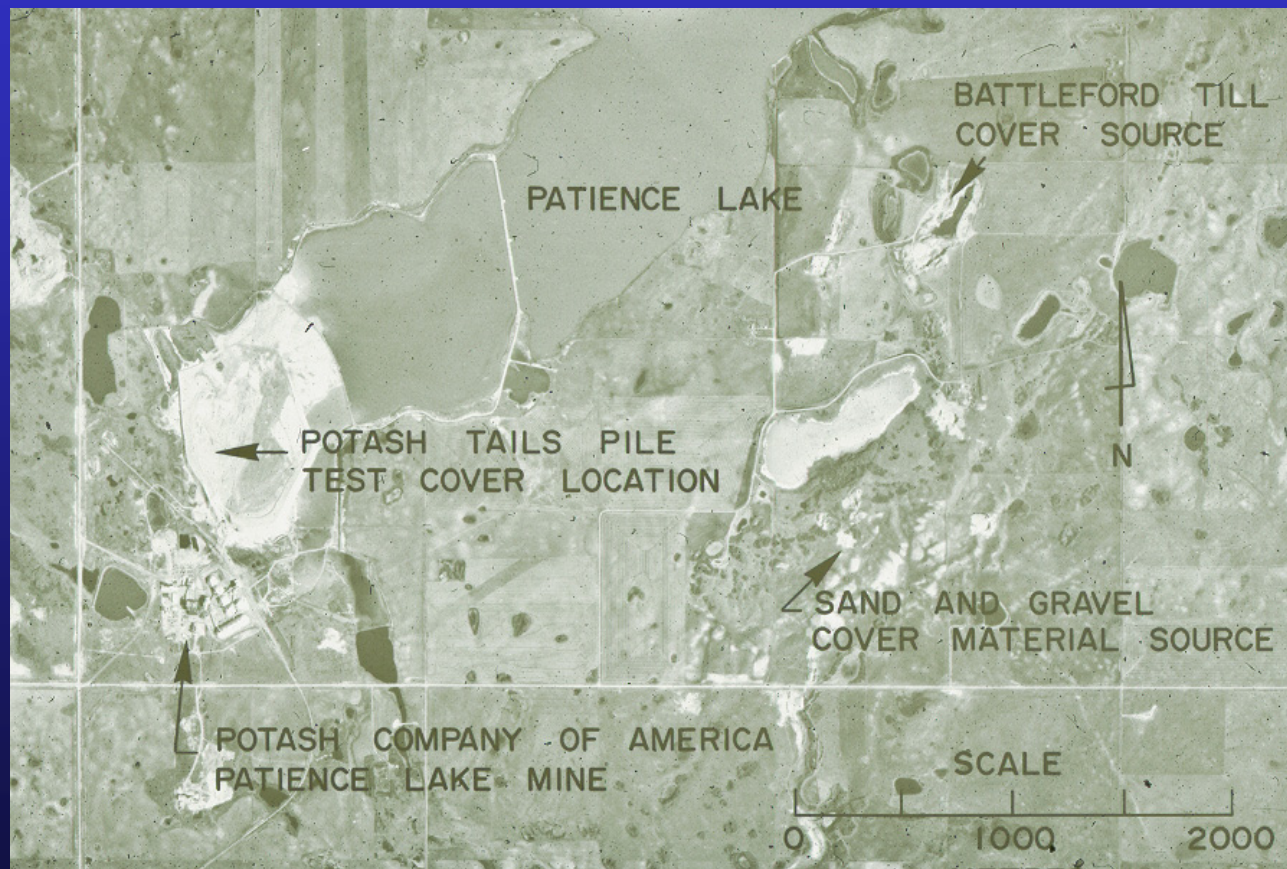 BATTLEFORD TILL
COVER SOURCE
PATIENCE LAKE
POTASH TAILS PILE
TEST COVER LOCATION
N
SAND AND GRAVEL
COVER MATERIAL SOURCE
POTASH COMPANY OF AMERICA
PATIENCE LAKE MINE
SCALE
0 1000 2000